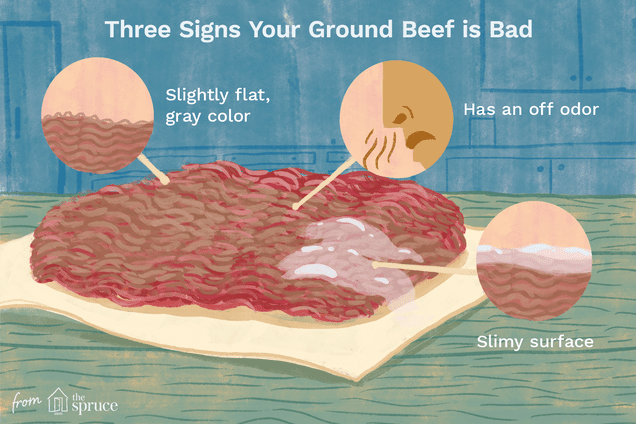 Three Signs Your Ground Beef is Bad
Slightly flat,
gray color
Has an off odor
Slimy surface
from the spruce